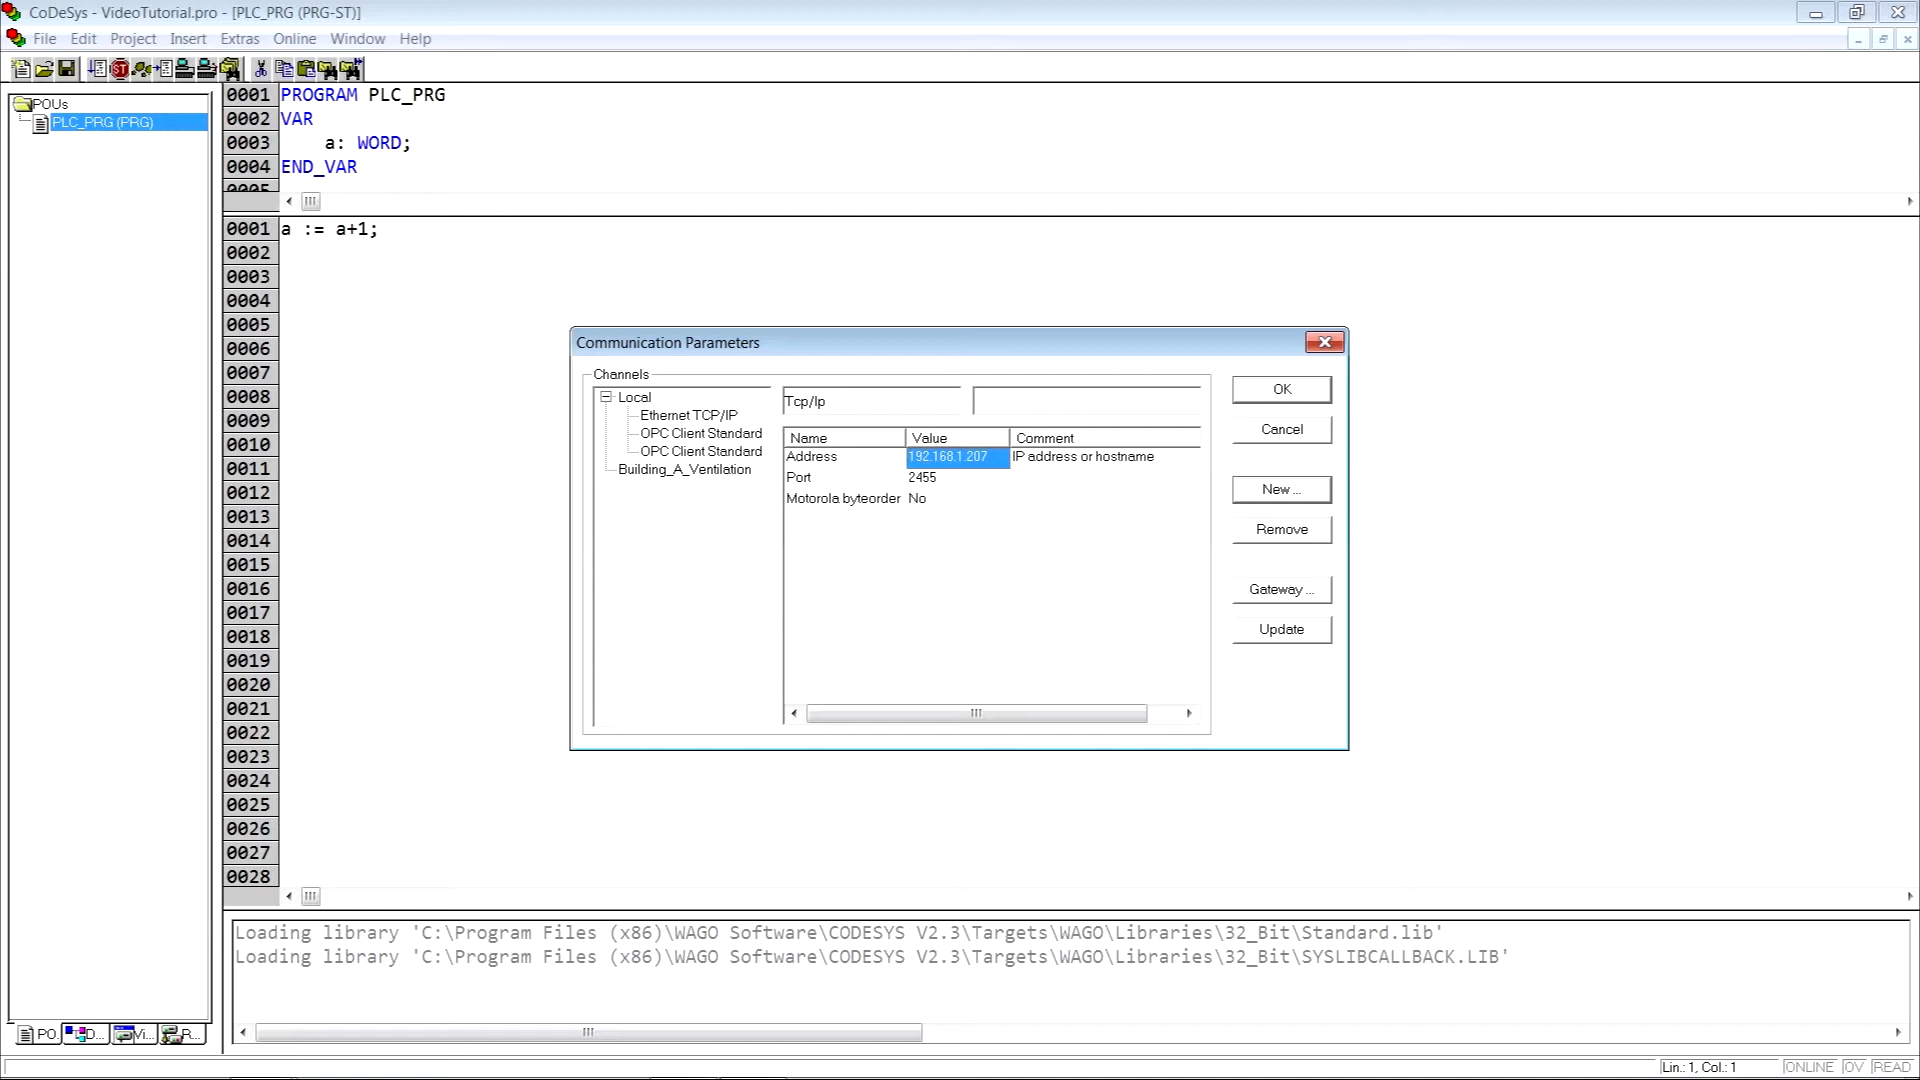 CoDeSys - VideoTutorial.pro - [PLC_PRG (PRG-ST)]
File Edit Project Insert Extras Online Window Help
POUs
PLC_PRG (PRG)
0001 PROGRAM PLC_PRG
0002 VAR
0003 a: WORD;
0004 END_VAR
0005
0001 a := a+1;
0002
0003
0004
0005
0006
0007
0008
0009
0010
0011
0012
0013
0014
0015
0016
0017
0018
0019
0020
0021
0022
0023
0024
0025
0026
0027
0028
Communication Parameters
Channels
Local
Ethernet TCP/IP
OPC Client Standard
OPC Client Standard
Building_A_Ventilation
Tcp/Ip
Name Value Comment
Address 192.168.1.207 IP address or hostname
Port 2455
Motorola byteorder No
OK
Cancel
New ...
Remove
Gateway ...
Update
Loading library 'C:\Program Files (x86)\WAGO Software\CODESYS V2.3\Targets\WAGO\Libraries\32_Bit\Standard.lib'
Loading library 'C:\Program Files (x86)\WAGO Software\CODESYS V2.3\Targets\WAGO\Libraries\32_Bit\SYSLIBCALLBACK.LIB'
PO. D... Vi... R...
Lin.: 1, Col.: 1 ONLINE OV READ